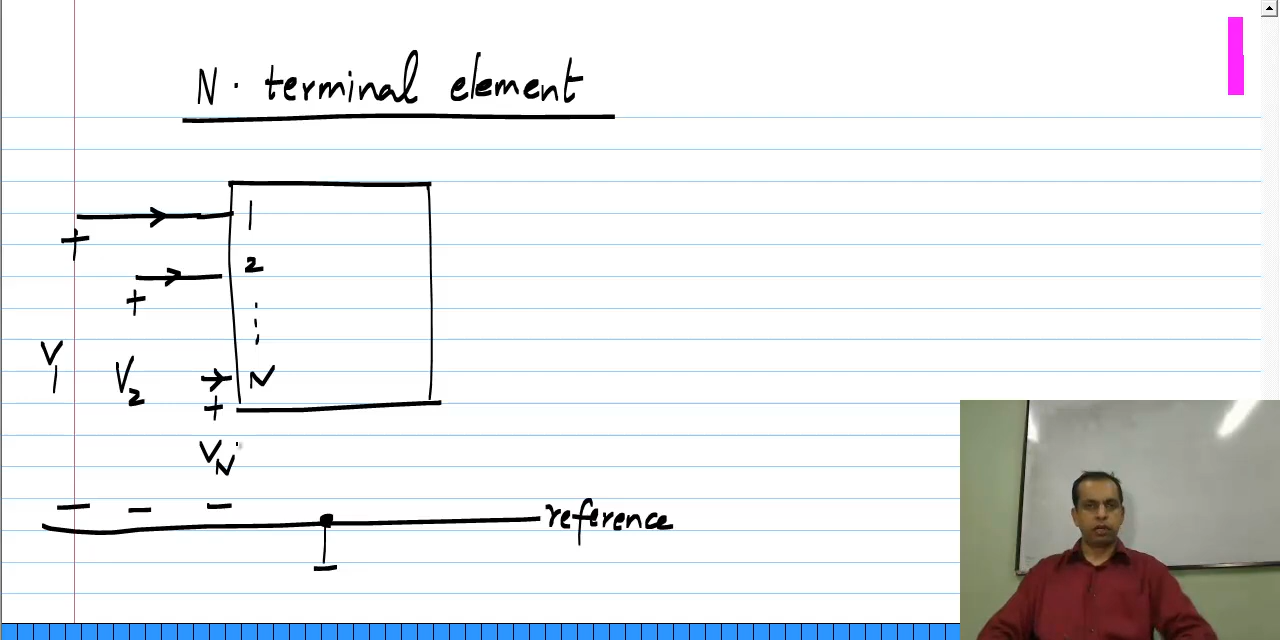 N. terminal element
+
1
2
+
⋮
V1
V2
N
+
VN
− − −
reference